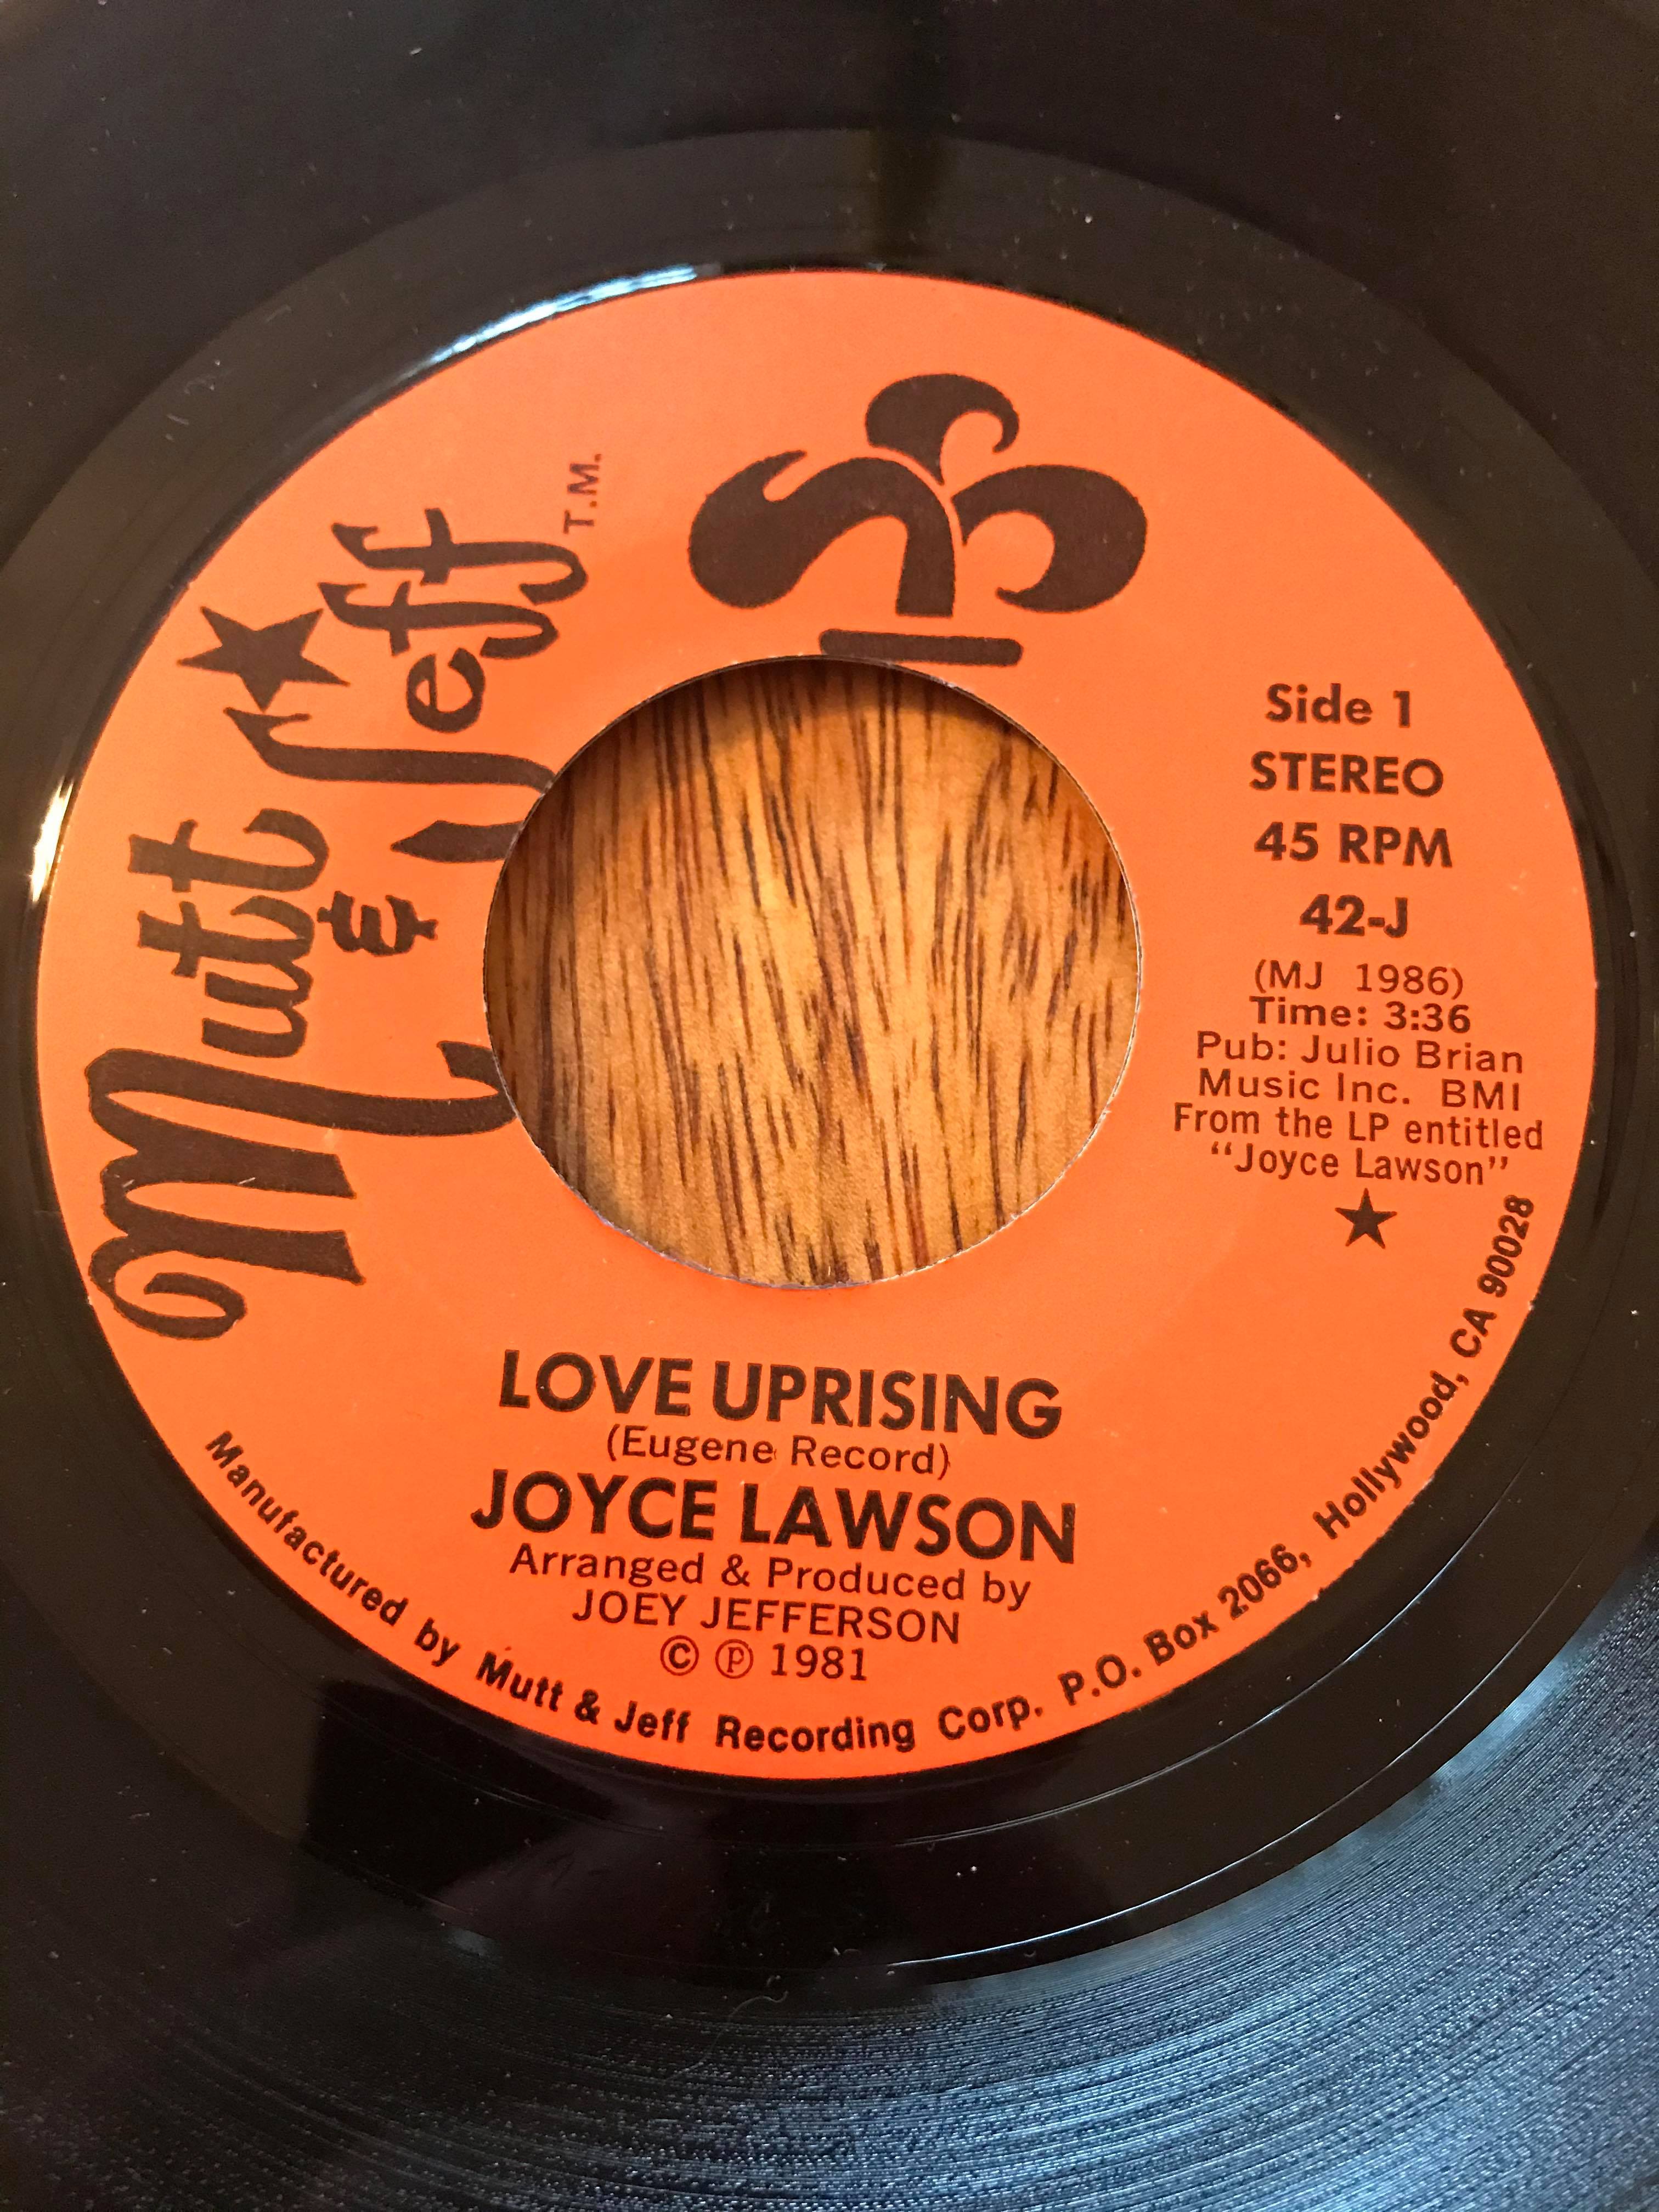 Mutt
&
Jeff
T.M.
Side 1
STEREO
45 RPM
42-J
(MJ 1986)
Time: 3:36
Pub: Julio Brian
Music Inc. BMI
From the LP entitled
“Joyce Lawson”
LOVE UPRISING
(Eugene Record)
JOYCE LAWSON
Arranged & Produced by
JOEY JEFFERSON
© ℗ 1981
Manufactured by Mutt & Jeff Recording Corp. P.O. Box 2066, Hollywood, CA 90028